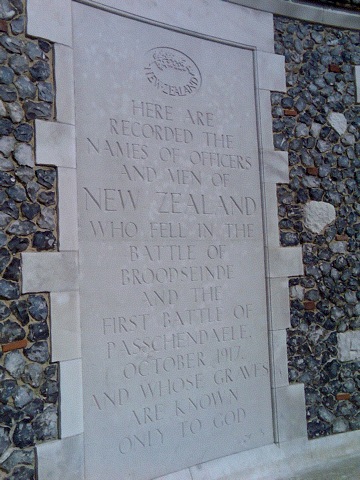 NEW-ZEALAND
HERE ARE
RECORDED THE
NAMES OF OFFICERS
AND MEN OF
NEW ZEALAND
WHO FELL IN THE
BATTLE OF
BROODSEINDE
AND THE
FIRST BATTLE OF
PASSCHENDAELE
OCTOBER 1917
AND WHOSE GRAVES
ARE KNOWN
ONLY TO GOD